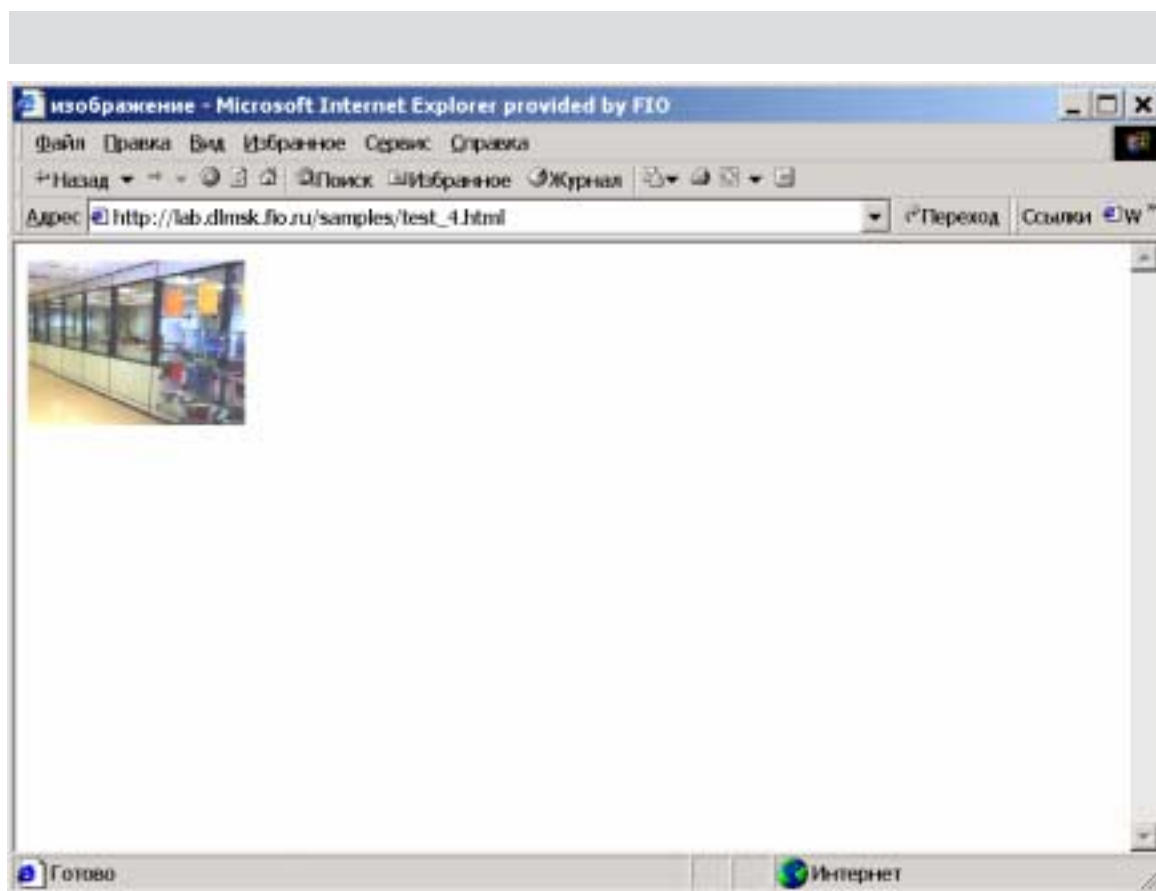 изображение - Microsoft Internet Explorer provided by FIO
Файл Правка Вид Избранное Сервис Справка
Назад Поиск Избранное Журнал
Адрес http://lab.dlmsk.fio.ru/samples/test_4.html Переход Ссылки W
Готово Интернет